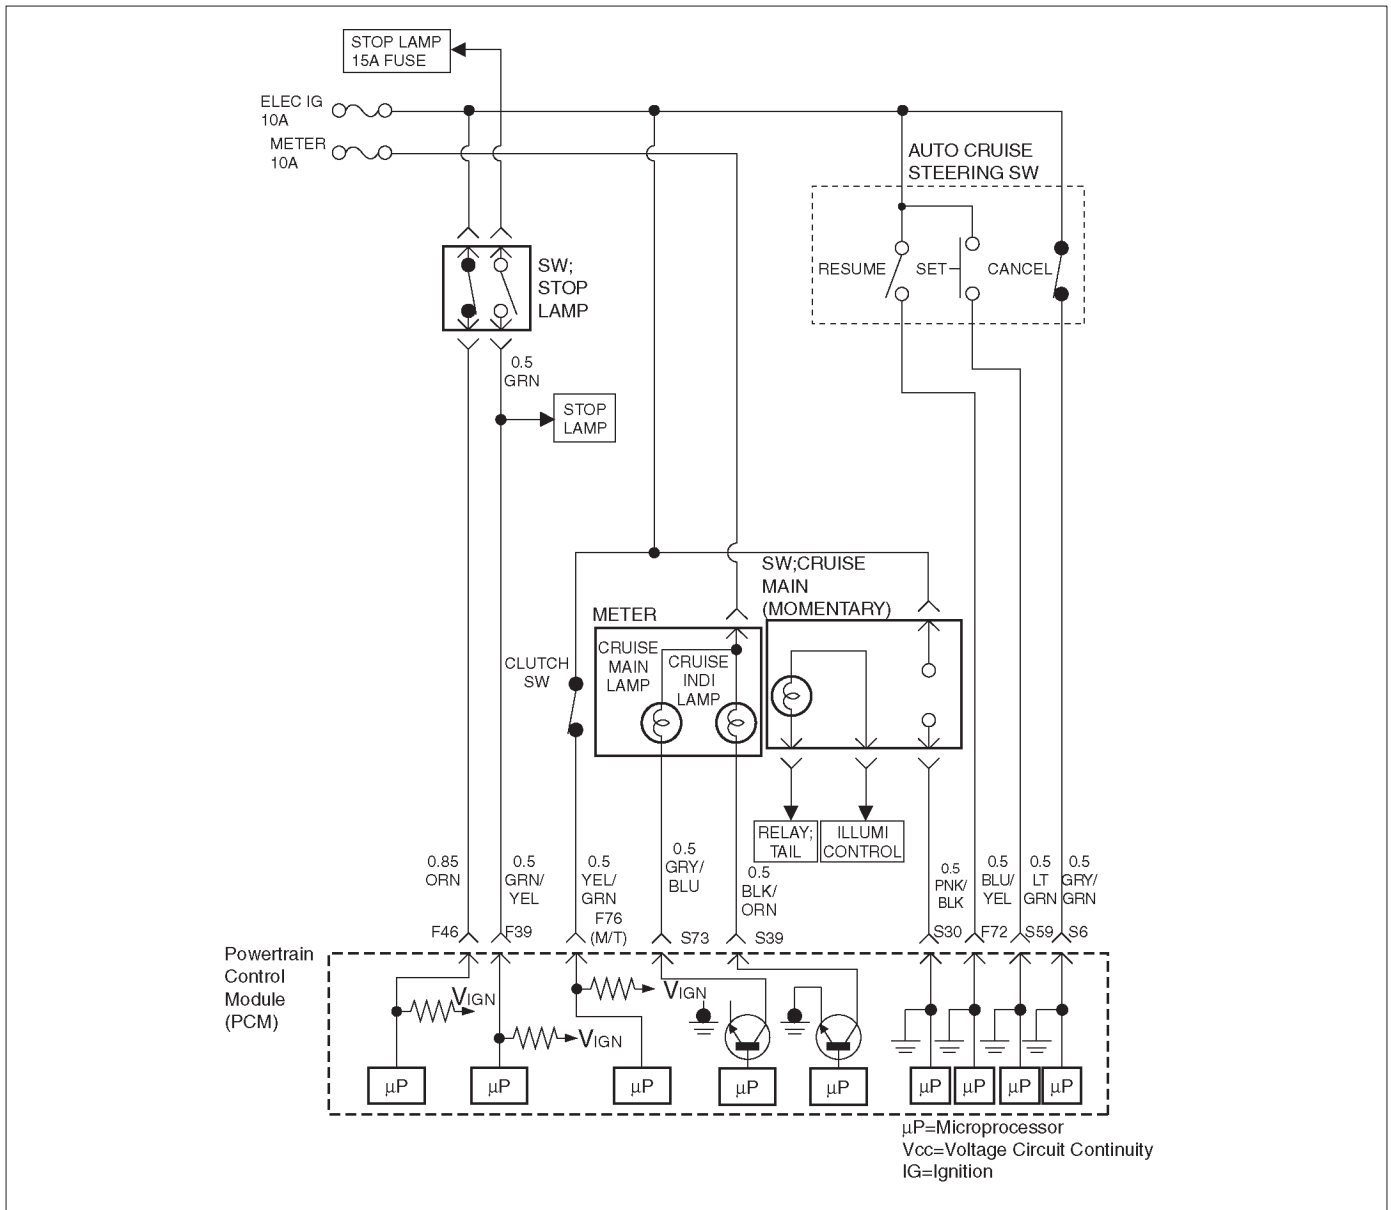 STOP LAMP
15A FUSE
ELEC IG
10A
METER
10A
AUTO CRUISE
STEERING SW
RESUME
SET
CANCEL
SW;
STOP
LAMP
0.5
GRN
STOP
LAMP
SW;CRUISE
MAIN
(MOMENTARY)
METER
CRUISE
MAIN
LAMP
CRUISE
INDI
LAMP
CLUTCH
SW
RELAY;
TAIL
ILLUMI
CONTROL
0.85
ORN
0.5
GRN/
YEL
0.5
YEL/
GRN
0.5
GRY/
BLU
0.5
BLK/
ORN
0.5
PNK/
BLK
0.5
BLU/
YEL
0.5
LT
GRN
0.5
GRY/
GRN
F46
F39
F76
(M/T)
S73
S39
S30
F72
S59
S6
Powertrain
Control
Module
(PCM)
VIGN
VIGN
VIGN
µP
µP
µP
µP
µP
µP
µP
µP
µP
µP=Microprocessor
Vcc=Voltage Circuit Continuity
IG=Ignition